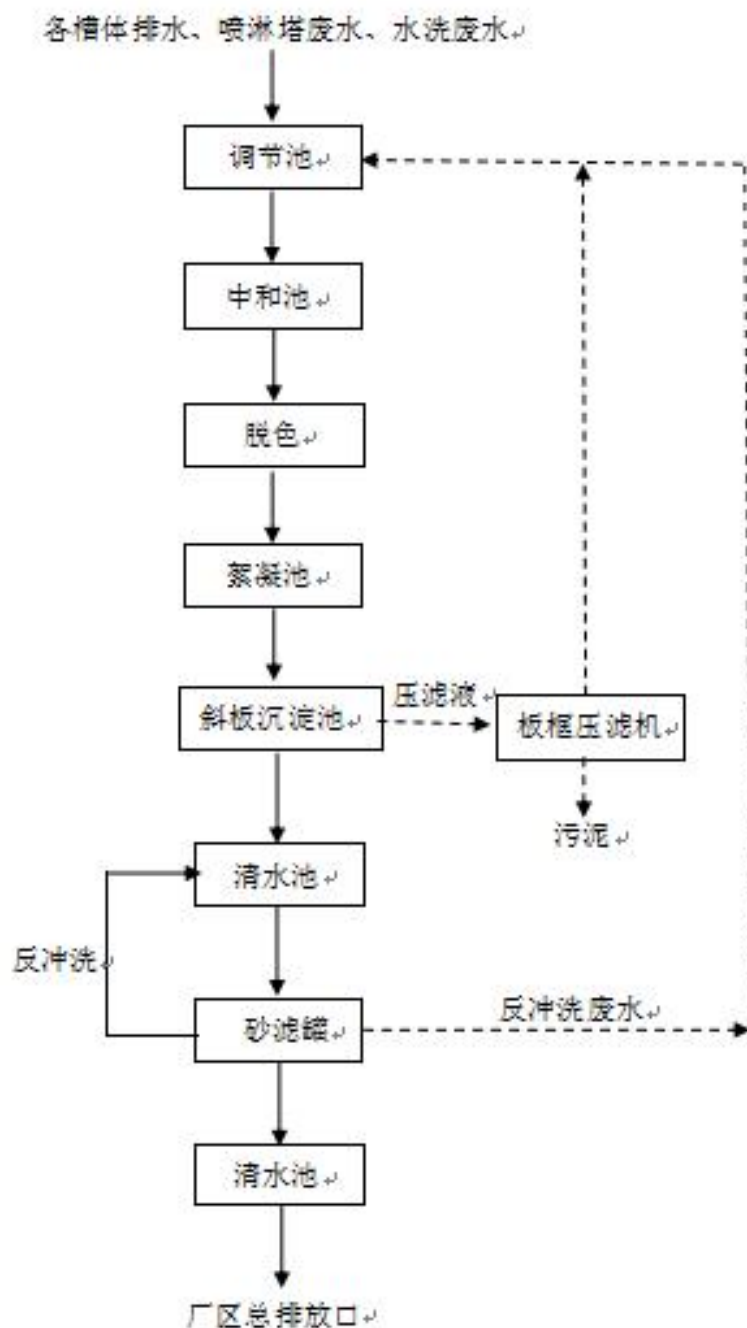 各槽体排水、喷淋塔废水、水洗废水
调节池
中和池
脱色
絮凝池
压滤液
斜板沉淀池
板框压滤机
污泥
清水池
反冲洗
反冲洗废水
砂滤罐
清水池
厂区总排放口